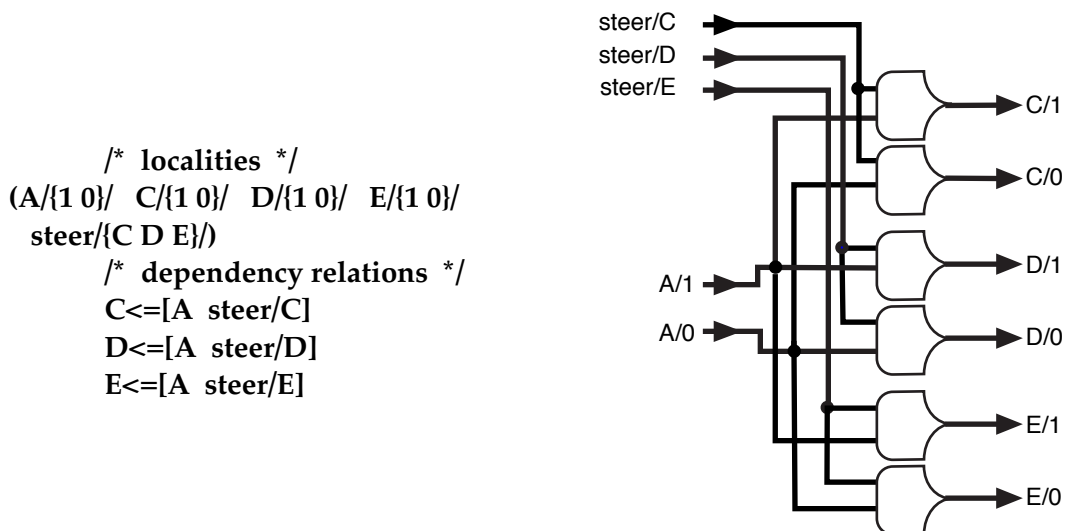 /* localities */
(A/{1 0}/ C/{1 0}/ D/{1 0}/ E/{1 0}/
steer/{C D E}/)
/* dependency relations */
C<=[A steer/C]
D<=[A steer/D]
E<=[A steer/E]
steer/C
steer/D
steer/E
A/1
A/0
C/1
C/0
D/1
D/0
E/1
E/0